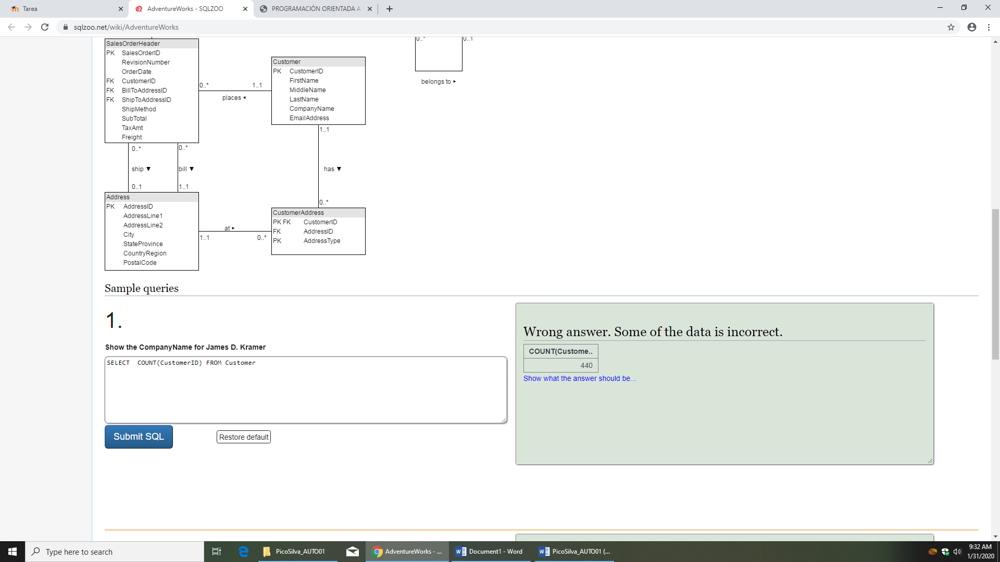 Tarea
AdventureWorks - SQLZOO
PROGRAMACIÓN ORIENTADA A
sqlzoo.net/wiki/AdventureWorks
SalesOrderHeader
PK SalesOrderID
RevisionNumber
OrderDate
FK CustomerID
FK BillToAddressID
FK ShipToAddressID
ShipMethod
SubTotal
TaxAmt
Freight
0..* 1..1
places ◂
Customer
PK CustomerID
FirstName
MiddleName
LastName
CompanyName
EmailAddress
0..* 0..1
belongs to ▸
0..* 0..*
ship ▼ bill ▼
0..1 1..1
1..1
has ▼
0..*
Address
PK AddressID
AddressLine1
AddressLine2
City
StateProvince
CountryRegion
PostalCode
at ▸
1..1 0..*
CustomerAddress
PK FK CustomerID
FK AddressID
PK AddressType
Sample queries
1.
Show the CompanyName for James D. Kramer
SELECT  COUNT(CustomerID) FROM Customer
Submit SQL
Restore default
Wrong answer. Some of the data is incorrect.
COUNT(Custome..
440
Show what the answer should be...
Type here to search
PicoSilva_AUTO01
AdventureWorks - ...
Document1 - Word
PicoSilva_AUTO01 (...
9:32 AM
1/31/2020